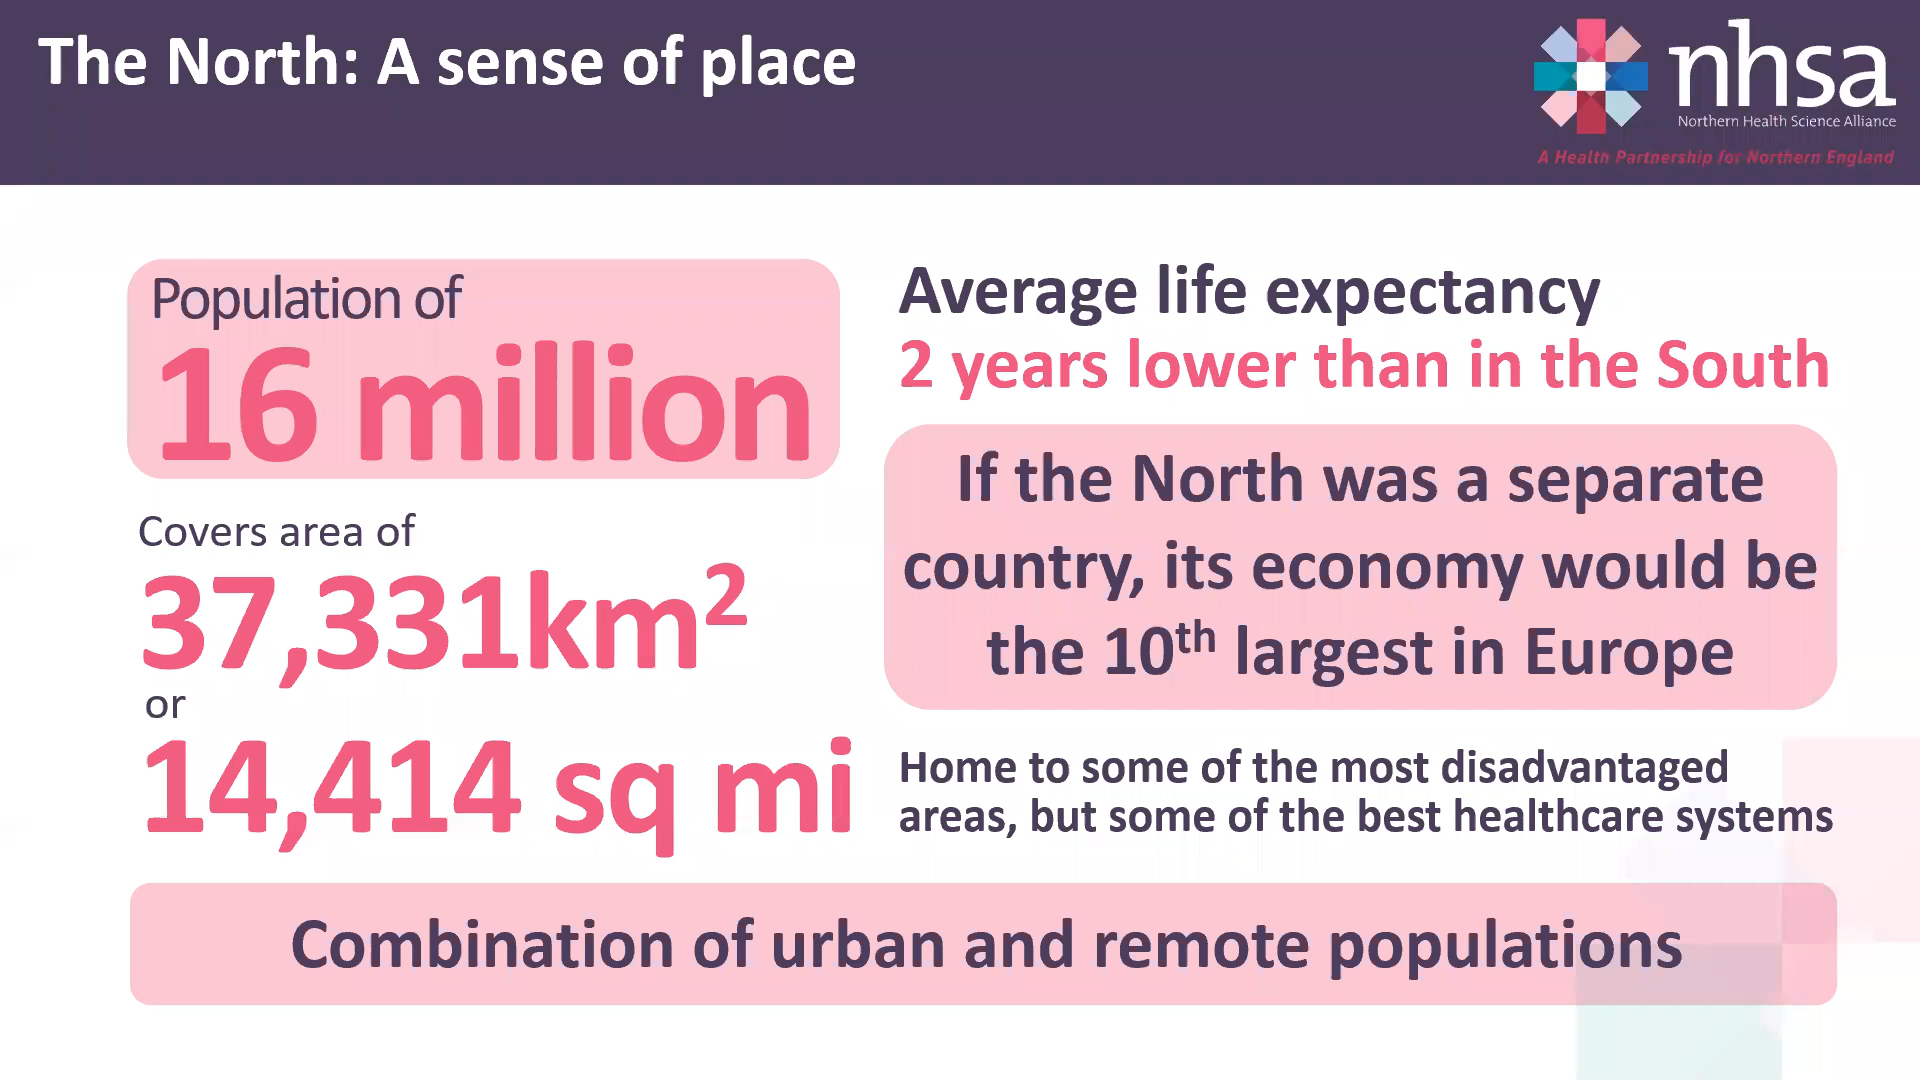 The North: A sense of place
nhsa
Northern Health Science Alliance
A Health Partnership for Northern England
Population of
16 million
Covers area of
37,331km²
or
14,414 sq mi
Average life expectancy
2 years lower than in the South
If the North was a separate
country, its economy would be
the 10th largest in Europe
Home to some of the most disadvantaged
areas, but some of the best healthcare systems
Combination of urban and remote populations